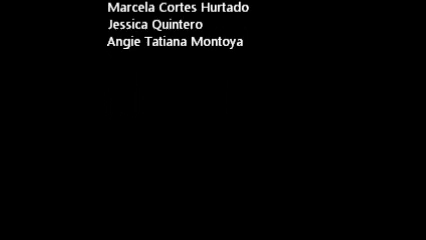 Marcela Cortes Hurtado
Jessica Quintero
Angie Tatiana Montoya